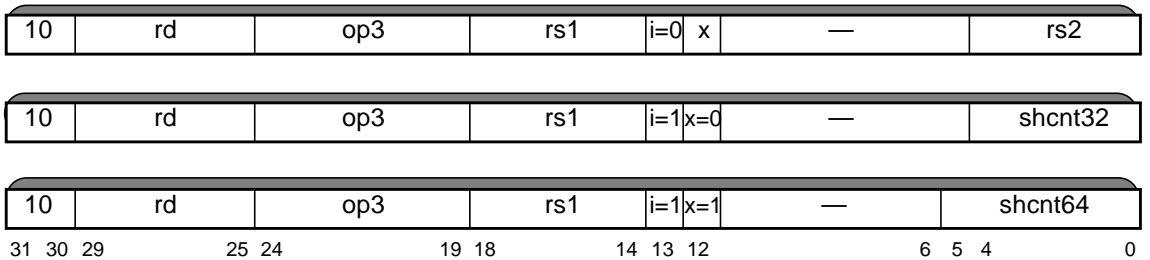 10 rd op3 rs1 i=0 x — rs2
10 rd op3 rs1 i=1 x=0 — shcnt32
10 rd op3 rs1 i=1 x=1 — shcnt64
31 30 29 25 24 19 18 14 13 12 6 5 4 0